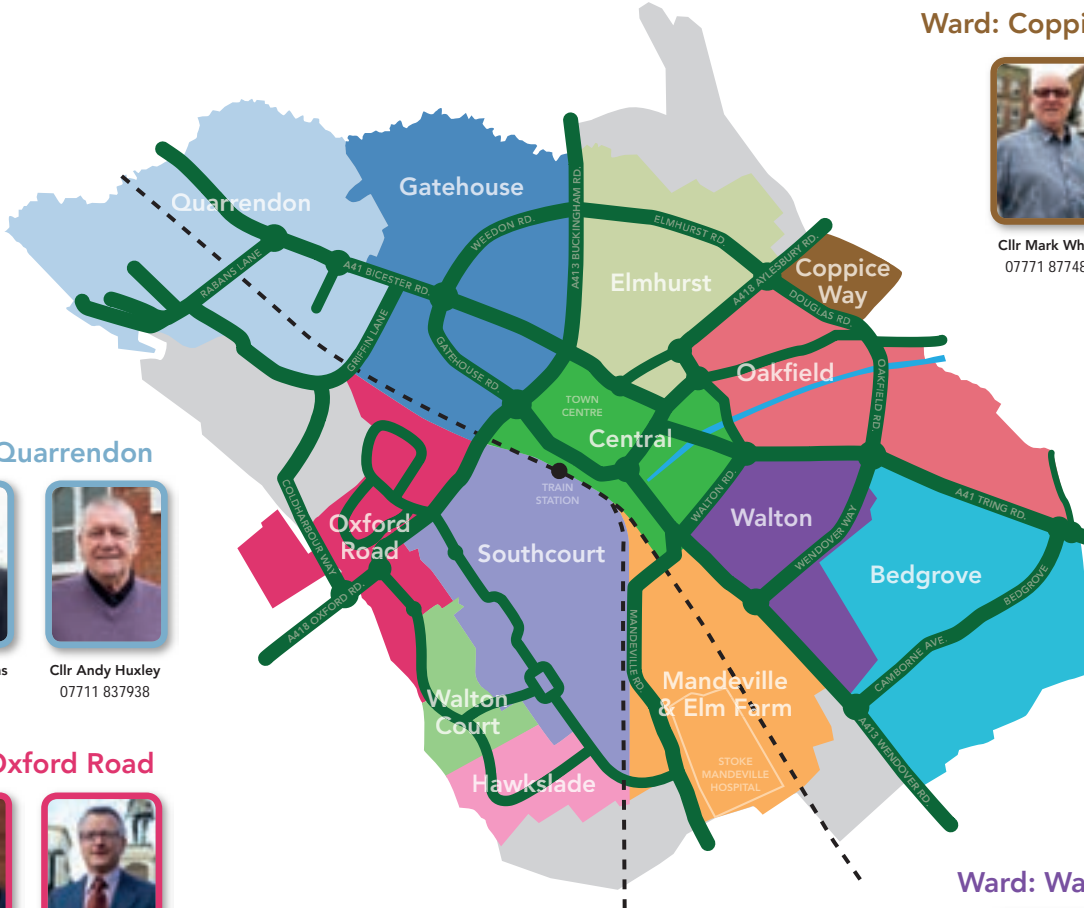 Ward: Coppi
Cllr Mark Wh
07771 87748
Quarrendon
Gatehouse
WEEDON RD.
A413 BUCKINGHAM RD.
ELMHURST RD.
Elmhurst
A418 AYLESBURY RD.
Coppice
Way
DOUGLAS RD.
RABANS LANE
A41 BICESTER RD.
GRIFFIN LANE
GATEHOUSE RD.
Oakfield
OAKFIELD RD.
TOWN
CENTRE
Central
TRAIN
STATION
WALTON RD.
Walton
WENDOVER WAY
A41 TRING RD.
Bedgrove
BEDGROVE
CAMBORNE AVE.
A413 WENDOVER RD.
COLDHARBOUR WAY
Oxford
Road
A418 OXFORD RD.
Southcourt
MANDEVILLE RD.
Mandeville
& Elm Farm
STOKE
MANDEVILLE
HOSPITAL
Walton
Court
Hawkslade
Quarrendon
s
Cllr Andy Huxley
07711 837938
Oxford Road
Ward: Wa